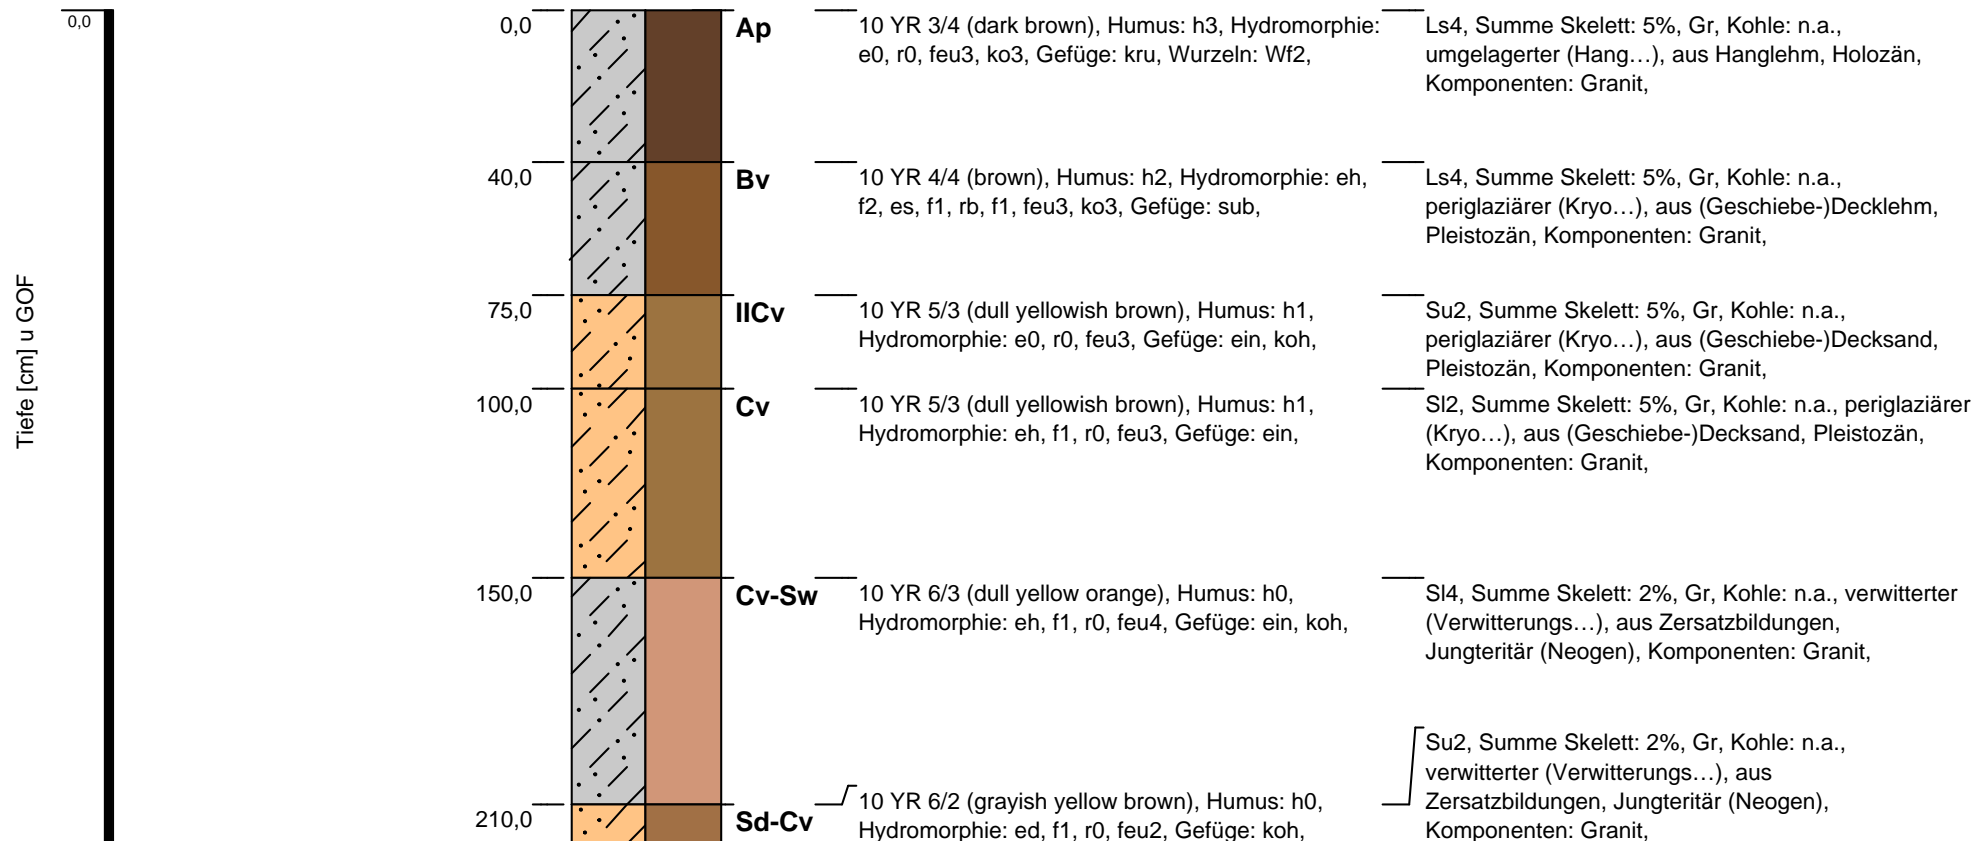 0,0
Tiefe [cm] u GOF
0,0
Ap
10 YR 3/4 (dark brown), Humus: h3, Hydromorphie:
e0, r0, feu3, ko3, Gefüge: kru, Wurzeln: Wf2,
Ls4, Summe Skelett: 5%, Gr, Kohle: n.a.,
umgelagerter (Hang…), aus Hanglehm, Holozän,
Komponenten: Granit,
40,0
Bv
10 YR 4/4 (brown), Humus: h2, Hydromorphie: eh,
f2, es, f1, rb, f1, feu3, ko3, Gefüge: sub,
Ls4, Summe Skelett: 5%, Gr, Kohle: n.a.,
periglaziärer (Kryo…), aus (Geschiebe-)Decklehm,
Pleistozän, Komponenten: Granit,
75,0
IICv
10 YR 5/3 (dull yellowish brown), Humus: h1,
Hydromorphie: e0, r0, feu3, Gefüge: ein, koh,
Su2, Summe Skelett: 5%, Gr, Kohle: n.a.,
periglaziärer (Kryo…), aus (Geschiebe-)Decksand,
Pleistozän, Komponenten: Granit,
100,0
Cv
10 YR 5/3 (dull yellowish brown), Humus: h1,
Hydromorphie: eh, f1, r0, feu3, Gefüge: ein,
Sl2, Summe Skelett: 5%, Gr, Kohle: n.a., periglaziärer
(Kryo…), aus (Geschiebe-)Decksand, Pleistozän,
Komponenten: Granit,
150,0
Cv-Sw
10 YR 6/3 (dull yellow orange), Humus: h0,
Hydromorphie: eh, f1, r0, feu4, Gefüge: ein, koh,
Sl4, Summe Skelett: 2%, Gr, Kohle: n.a., verwitterter
(Verwitterungs…), aus Zersatzbildungen,
Jungteritär (Neogen), Komponenten: Granit,
210,0
Sd-Cv
10 YR 6/2 (grayish yellow brown), Humus: h0,
Hydromorphie: ed, f1, r0, feu2, Gefüge: koh,
Su2, Summe Skelett: 2%, Gr, Kohle: n.a.,
verwitterter (Verwitterungs…), aus
Zersatzbildungen, Jungteritär (Neogen),
Komponenten: Granit,